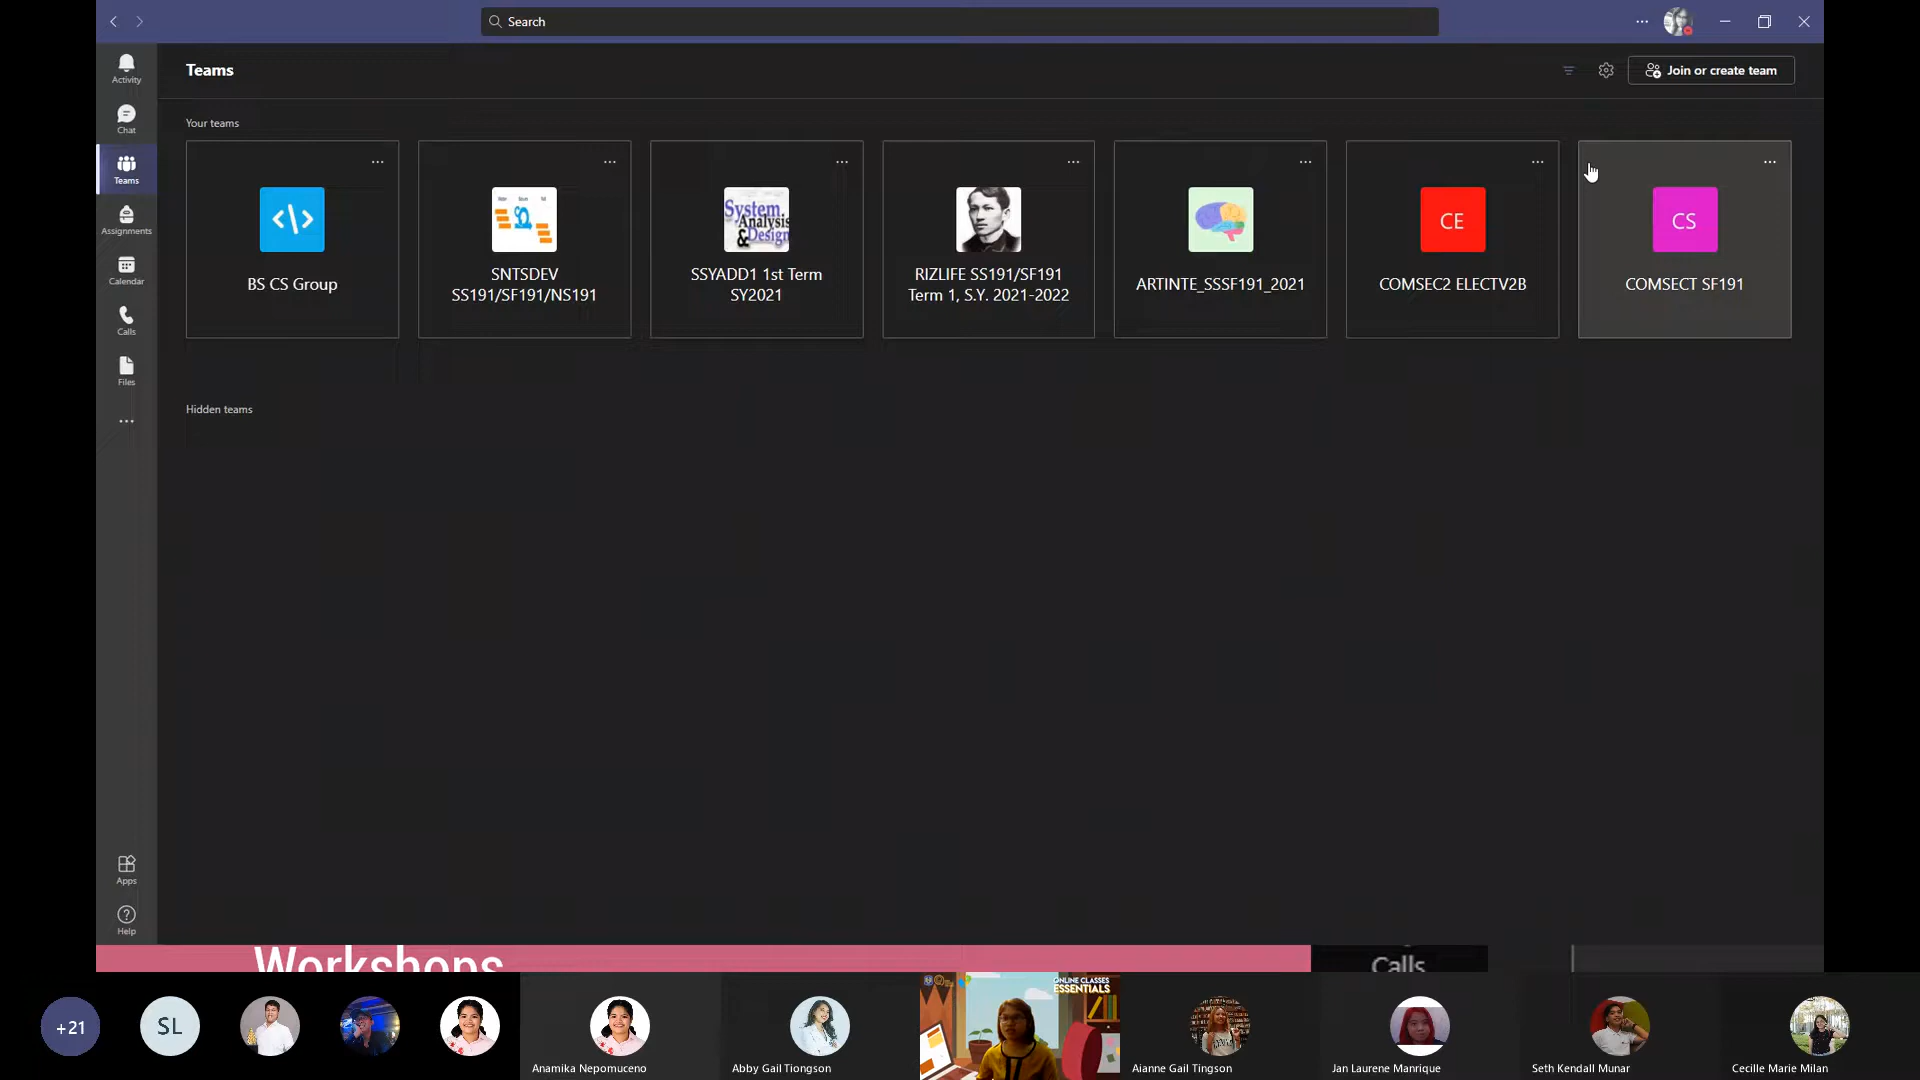 Search
Activity
Chat
Teams
Assignments
Calendar
Calls
Files
Apps
Help
Teams
Join or create team
Your teams
BS CS Group
SNTSDEV
SS191/SF191/NS191
System
Analysis
& Design
SSYADD1 1st Term
SY2021
RIZLIFE SS191/SF191
Term 1, S.Y. 2021-2022
ARTINTE_SSSF191_2021
CE
COMSEC2 ELECTV2B
CS
COMSECT SF191
Hidden teams
Workshops
Calls
+21
SL
Anamika Nepomuceno
Abby Gail Tiongson
ONLINE CLASSES
ESSENTIALS
Aianne Gail Tingson
Jan Laurene Manrique
Seth Kendall Munar
Cecille Marie Milan